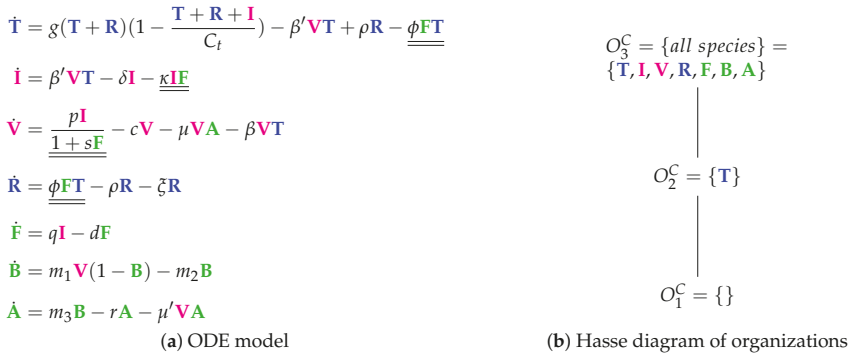 Ṫ = g(T + R)(1 − (T + R + I)/C_t) − β′VT + ρR − ϕFT
İ = β′VT − δI − κIF
V̇ = pI/(1 + sF) − cV − μVA − βVT
Ṙ = ϕFT − ρR − ξR
Ḟ = qI − dF
Ḃ = m₁V(1 − B) − m₂B
Ȧ = m₃B − rA − μ′VA
(a) ODE model
O₃^C = {all species} =
{T, I, V, R, F, B, A}
O₂^C = {T}
O₁^C = {}
(b) Hasse diagram of organizations